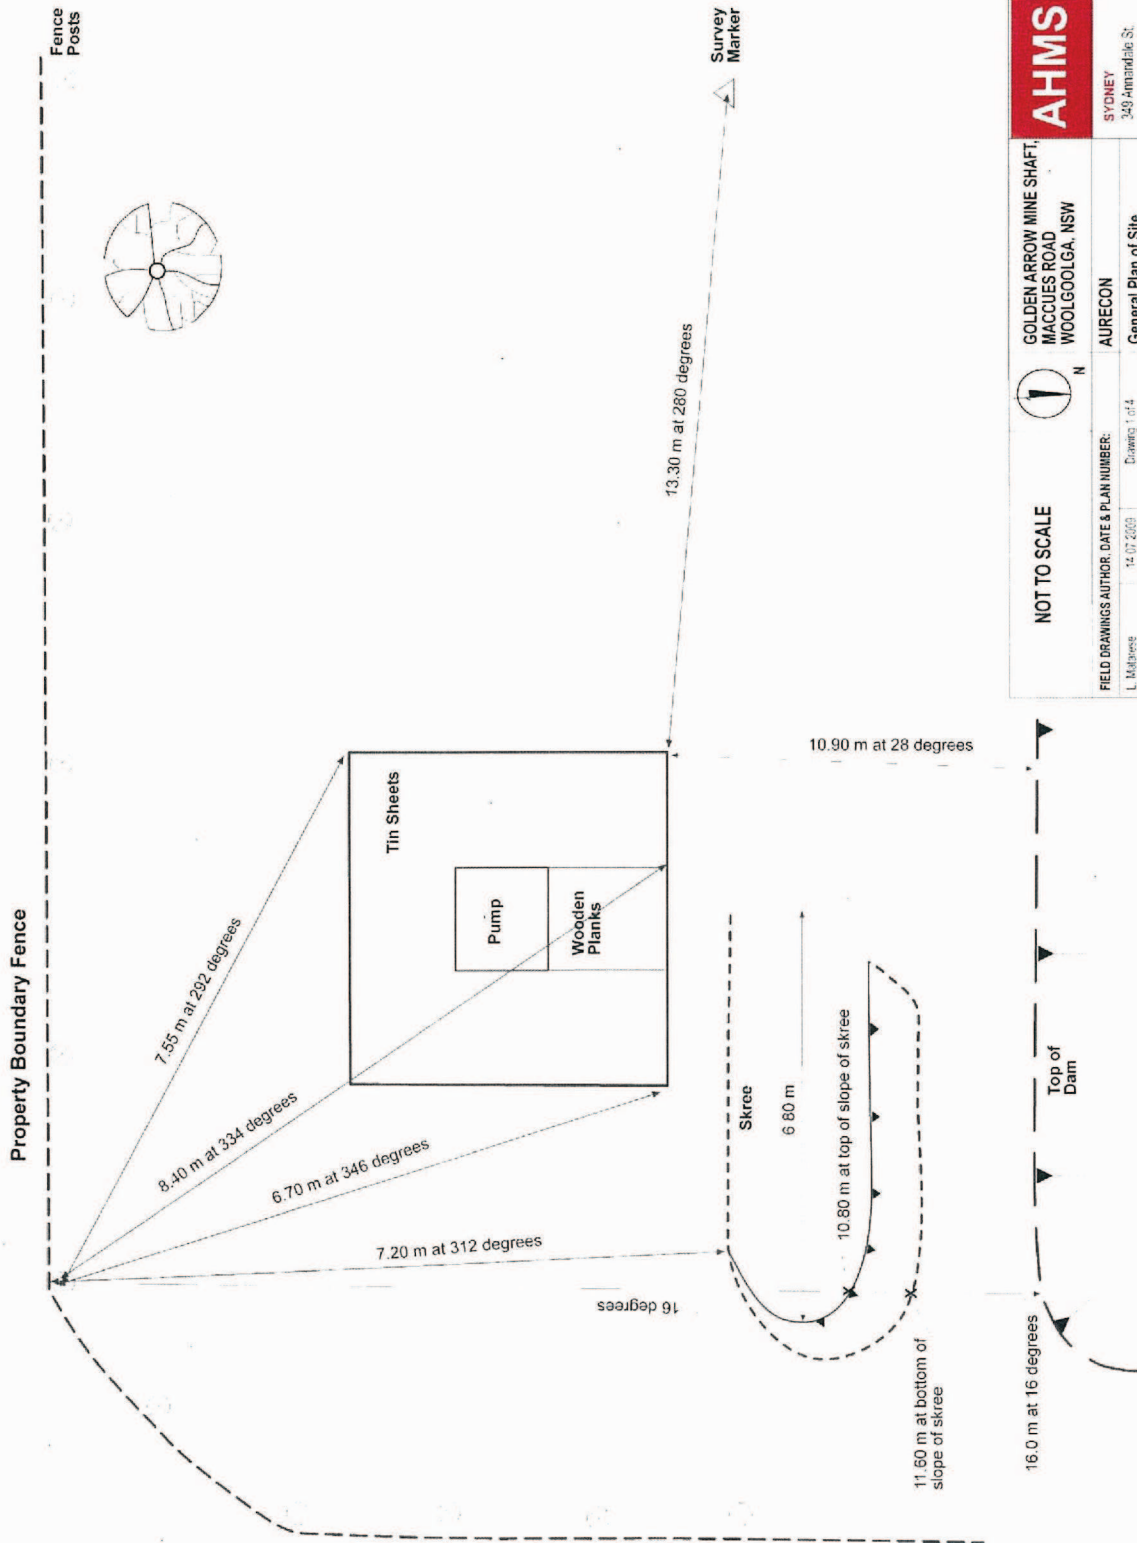 Property Boundary Fence
Fence
Posts
7.55 m at 292 degrees
8.40 m at 334 degrees
6.70 m at 346 degrees
7.20 m at 312 degrees
16 degrees
Tin Sheets
Pump
Wooden
Planks
13.30 m at 280 degrees
Survey
Marker
10.90 m at 28 degrees
Skree
6 80 m
10.80 m at top of slope of skree
11.60 m at bottom of
slope of skree
16.0 m at 16 degrees
Top of
Dam
NOT TO SCALE
N
GOLDEN ARROW MINE SHAFT,
MACCUES ROAD
WOOLGOOLGA, NSW
AHMS
FIELD DRAWINGS AUTHOR, DATE & PLAN NUMBER:
AURECON
SYDNEY
349 Annandale St.
L. Matarese
14 07 2009
Drawing 1 of 4
General Plan of Site